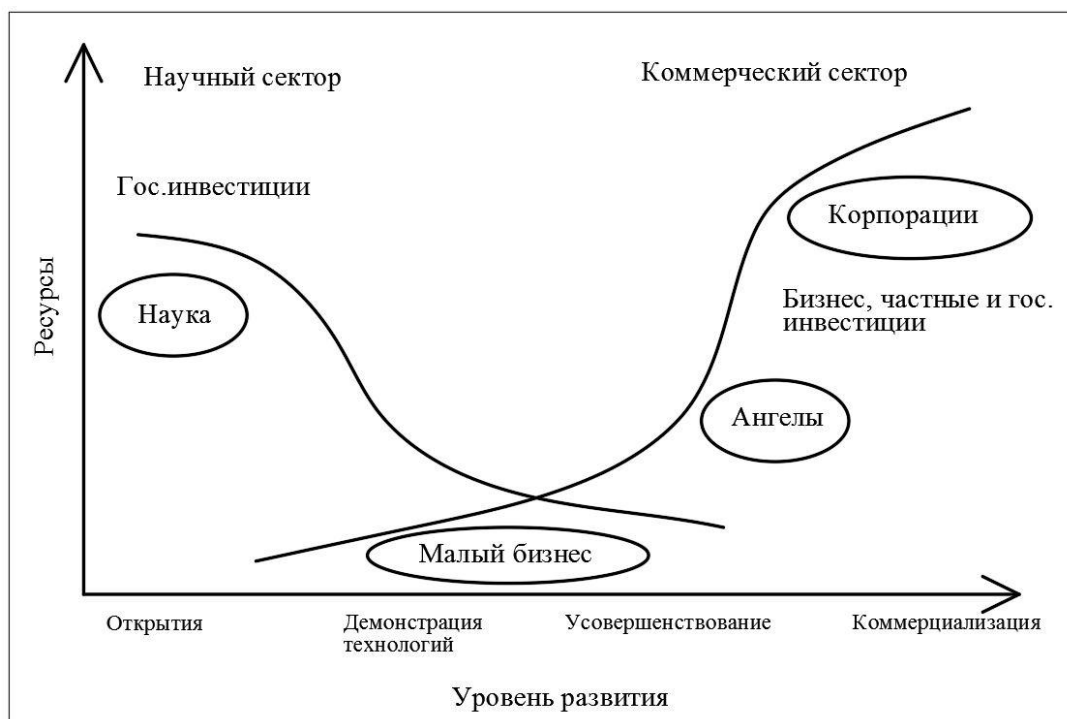 Научный сектор
Коммерческий сектор
Гос.инвестиции
Корпорации
Наука
Бизнес, частные и гос.
инвестиции
Ангелы
Малый бизнес
Ресурсы
Открытия
Демонстрация
технологий
Усовершенствование
Коммерциализация
Уровень развития